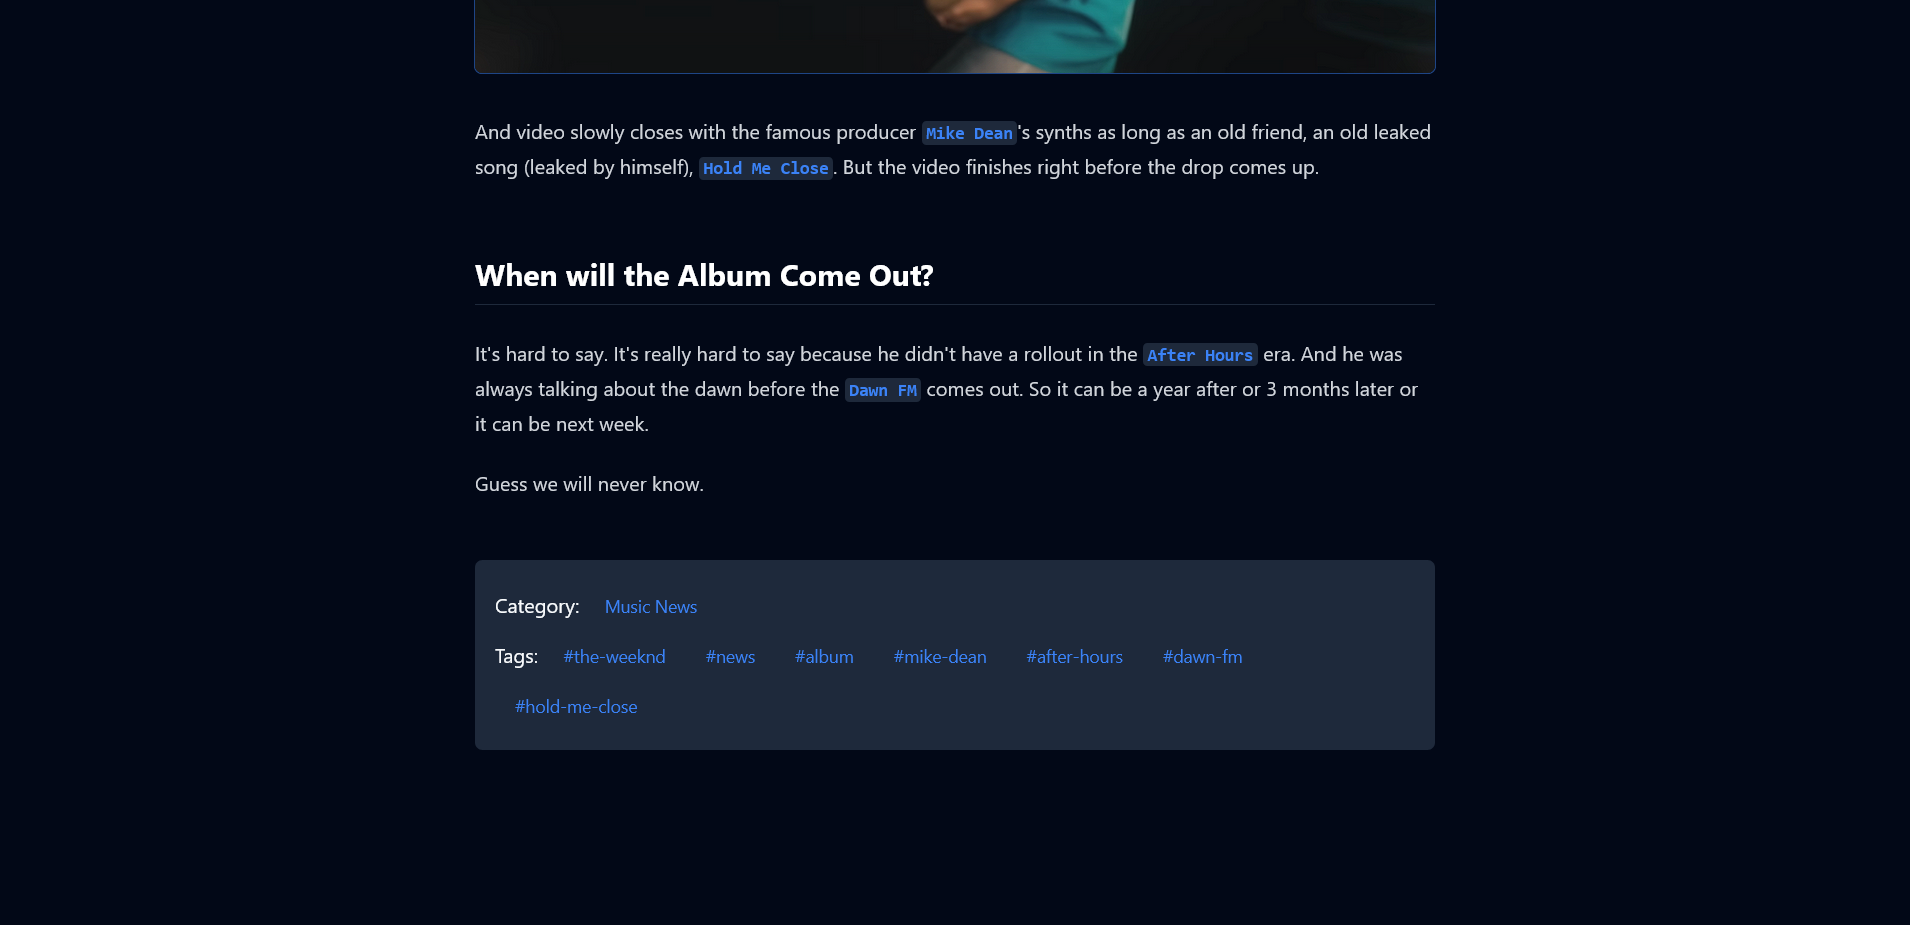 And video slowly closes with the famous producer Mike Dean's synths as long as an old friend, an old leaked
song (leaked by himself), Hold Me Close. But the video finishes right before the drop comes up.
When will the Album Come Out?
It's hard to say. It's really hard to say because he didn't have a rollout in the After Hours era. And he was
always talking about the dawn before the Dawn FM comes out. So it can be a year after or 3 months later or
it can be next week.
Guess we will never know.
Category: Music News
Tags: #the-weeknd #news #album #mike-dean #after-hours #dawn-fm
#hold-me-close